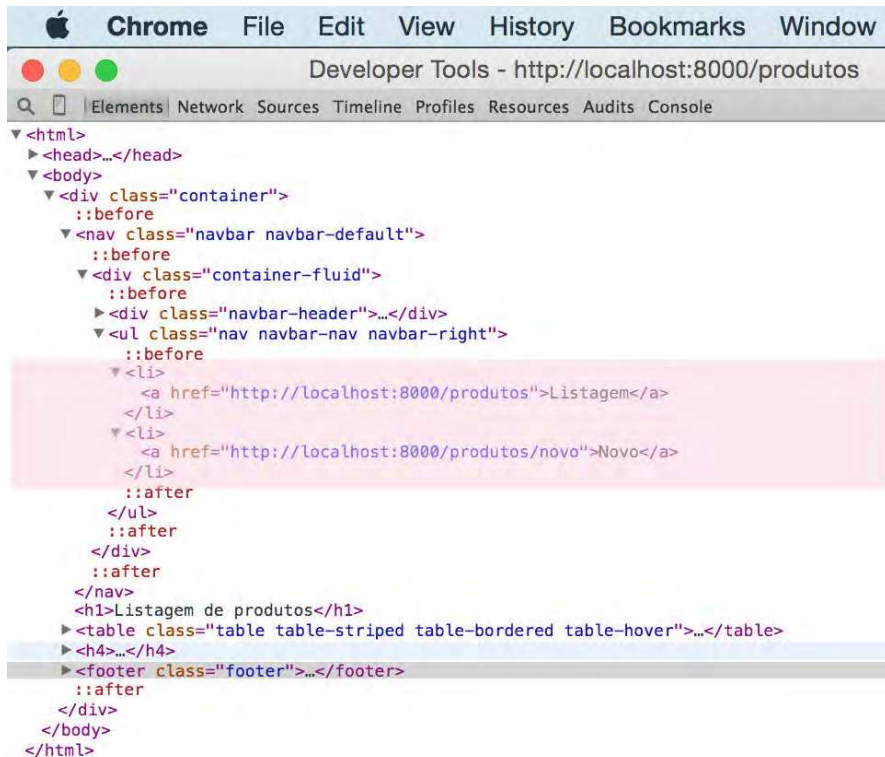 Chrome File Edit View History Bookmarks Window
Developer Tools - http://localhost:8000/produtos
Elements Network Sources Timeline Profiles Resources Audits Console
<html>
<head>…</head>
<body>
<div class="container">
::before
<nav class="navbar navbar-default">
::before
<div class="container-fluid">
::before
<div class="navbar-header">…</div>
<ul class="nav navbar-nav navbar-right">
::before
<li>
<a href="http://localhost:8000/produtos">Listagem</a>
</li>
<li>
<a href="http://localhost:8000/produtos/novo">Novo</a>
</li>
::after
</ul>
::after
</div>
::after
</nav>
<h1>Listagem de produtos</h1>
<table class="table table-striped table-bordered table-hover">…</table>
<h4>…</h4>
<footer class="footer">…</footer>
::after
</div>
</body>
</html>